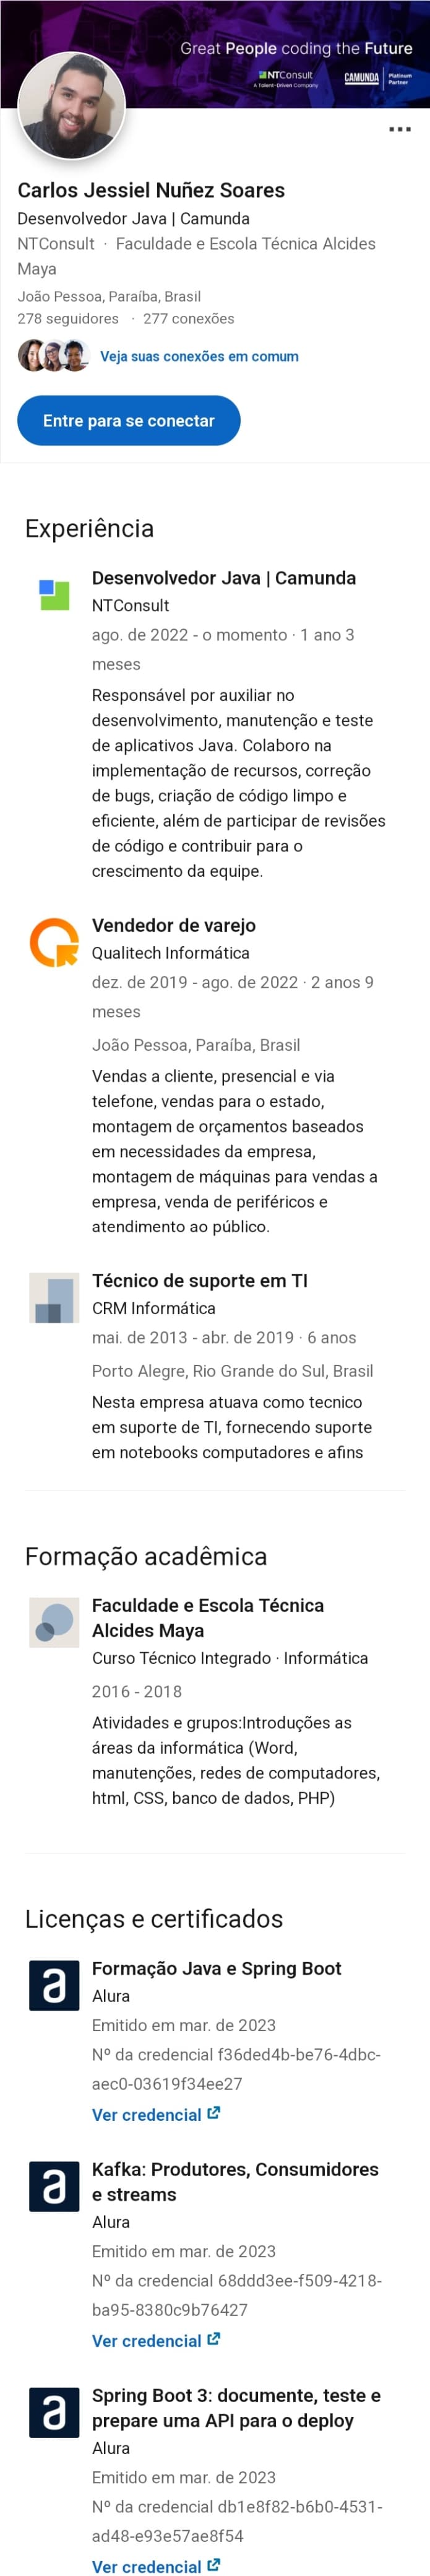 Great People coding the Future
NTConsult
A Talent-Driven Company
CAMUNDA
Platinum
Partner
Carlos Jessiel Nuñez Soares
Desenvolvedor Java | Camunda
NTConsult · Faculdade e Escola Técnica Alcides
Maya
João Pessoa, Paraíba, Brasil
278 seguidores · 277 conexões
Veja suas conexões em comum
Entre para se conectar
Experiência
Desenvolvedor Java | Camunda
NTConsult
ago. de 2022 - o momento · 1 ano 3
meses
Responsável por auxiliar no
desenvolvimento, manutenção e teste
de aplicativos Java. Colaboro na
implementação de recursos, correção
de bugs, criação de código limpo e
eficiente, além de participar de revisões
de código e contribuir para o
crescimento da equipe.
Vendedor de varejo
Qualitech Informática
dez. de 2019 - ago. de 2022 · 2 anos 9
meses
João Pessoa, Paraíba, Brasil
Vendas a cliente, presencial e via
telefone, vendas para o estado,
montagem de orçamentos baseados
em necessidades da empresa,
montagem de máquinas para vendas a
empresa, venda de periféricos e
atendimento ao público.
Técnico de suporte em TI
CRM Informática
mai. de 2013 - abr. de 2019 · 6 anos
Porto Alegre, Rio Grande do Sul, Brasil
Nesta empresa atuava como tecnico
em suporte de TI, fornecendo suporte
em notebooks computadores e afins
Formação acadêmica
Faculdade e Escola Técnica
Alcides Maya
Curso Técnico Integrado · Informática
2016 - 2018
Atividades e grupos:Introduções as
áreas da informática (Word,
manutenções, redes de computadores,
html, CSS, banco de dados, PHP)
Licenças e certificados
a
Formação Java e Spring Boot
Alura
Emitido em mar. de 2023
Nº da credencial f36ded4b-be76-4dbc-
aec0-03619f34ee27
Ver credencial
a
Kafka: Produtores, Consumidores
e streams
Alura
Emitido em mar. de 2023
Nº da credencial 68ddd3ee-f509-4218-
ba95-8380c9b76427
Ver credencial
a
Spring Boot 3: documente, teste e
prepare uma API para o deploy
Alura
Emitido em mar. de 2023
Nº da credencial db1e8f82-b6b0-4531-
ad48-e93e57ae8f54
Ver credencial